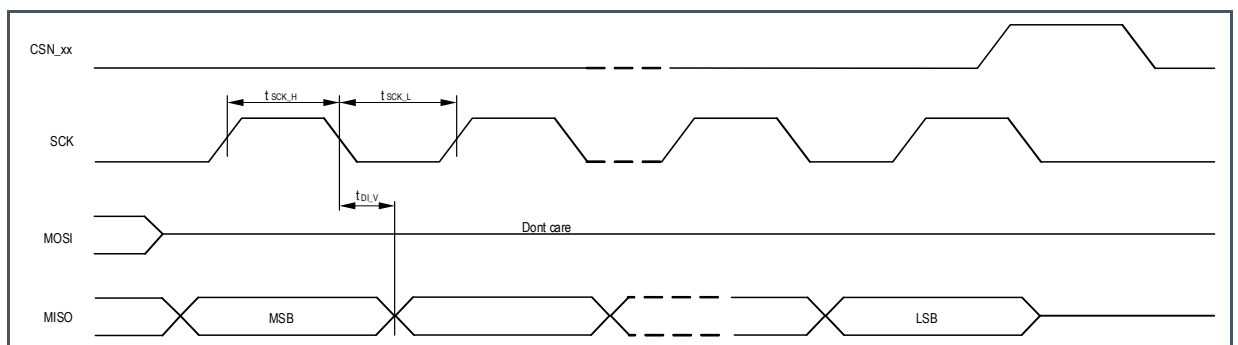 CSN_xx
t SCK_H
t SCK_L
SCK
t DI_V
MOSI
Dont care
MISO
MSB
LSB